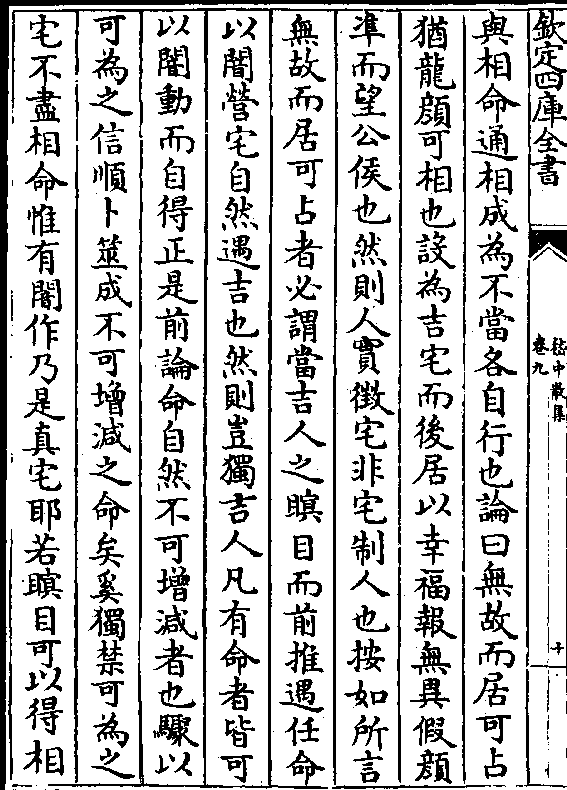 欽定四庫全書
嵇中散集
卷九
十
與相命通相成為不當各自行也論曰無故而居可占
猶龍顔可相也設為吉宅而後居以幸福報無異假顔
準而望公侯也然則人實徴宅非宅制人也按如所言
無故而居可占者必謂當吉人之瞑目而前推遇任命
以闇營宅自然遇吉也然則豈獨吉人凡有命者皆可
以闇動而自得正是前論命自然不可增減者也驟以
可為之信順卜筮成不可增減之命矣奚獨禁可為之
宅不盡相命惟有闇作乃是真宅耶若瞑目可以得相